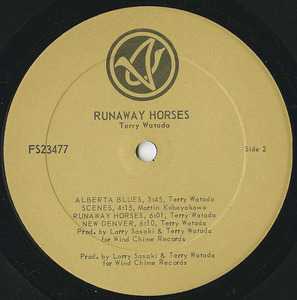 RUNAWAY HORSES
Terry Watada
FS23477
Side 2
ALBERTA BLUES, 3:45, Terry Watada
SCENES, 4:15, Martin Kobayakawa
RUNAWAY HORSES, 6:01, Terry Watada
NEW DENVER, 6:10, Terry Watada
Prod. by Larry Sasaki & Terry Watada
for Wind Chime Records
Prod. by Larry Sasaki & Terry Watada
for Wind Chime Records